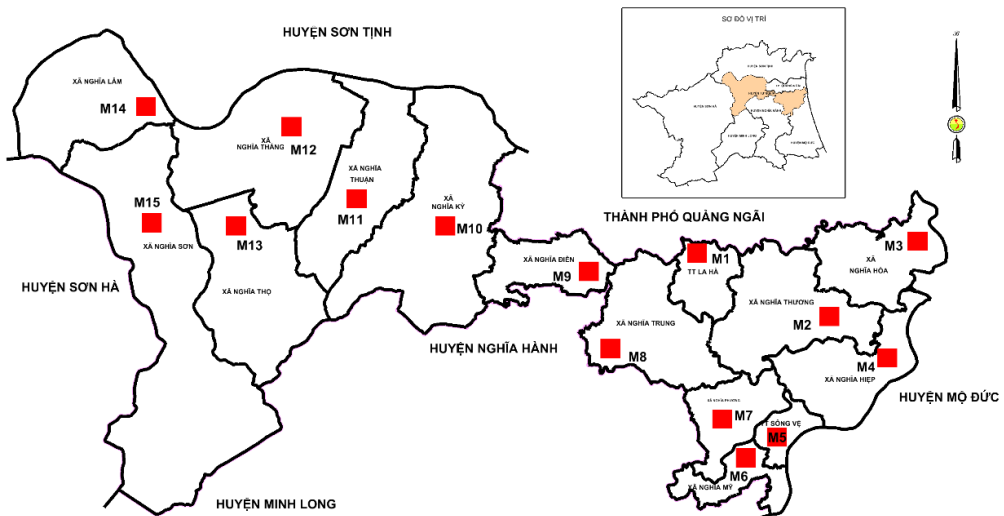 HUYỆN SƠN TỊNH
SƠ ĐỒ VỊ TRÍ
XÃ NGHĨA LÂM
M14
XÃ
NGHĨA THẮNG
M12
XÃ NGHĨA
THUẬN
M11
XÃ
NGHĨA KỲ
M10
M15
XÃ NGHĨA SƠN
M13
XÃ NGHĨA THỌ
HUYỆN SƠN HÀ
THÀNH PHỐ QUẢNG NGÃI
XÃ NGHĨA ĐIỀN
M9
M1
TT LA HÀ
M3
XÃ
NGHĨA HÒA
XÃ NGHĨA THƯƠNG
M2
XÃ NGHĨA TRUNG
M8
HUYỆN NGHĨA HÀNH
M4
XÃ NGHĨA HIỆP
HUYỆN MỘ ĐỨC
XÃ NGHĨA PHƯƠNG
M7
TT SÔNG VỆ
M5
M6
XÃ NGHĨA MỸ
HUYỆN MINH LONG